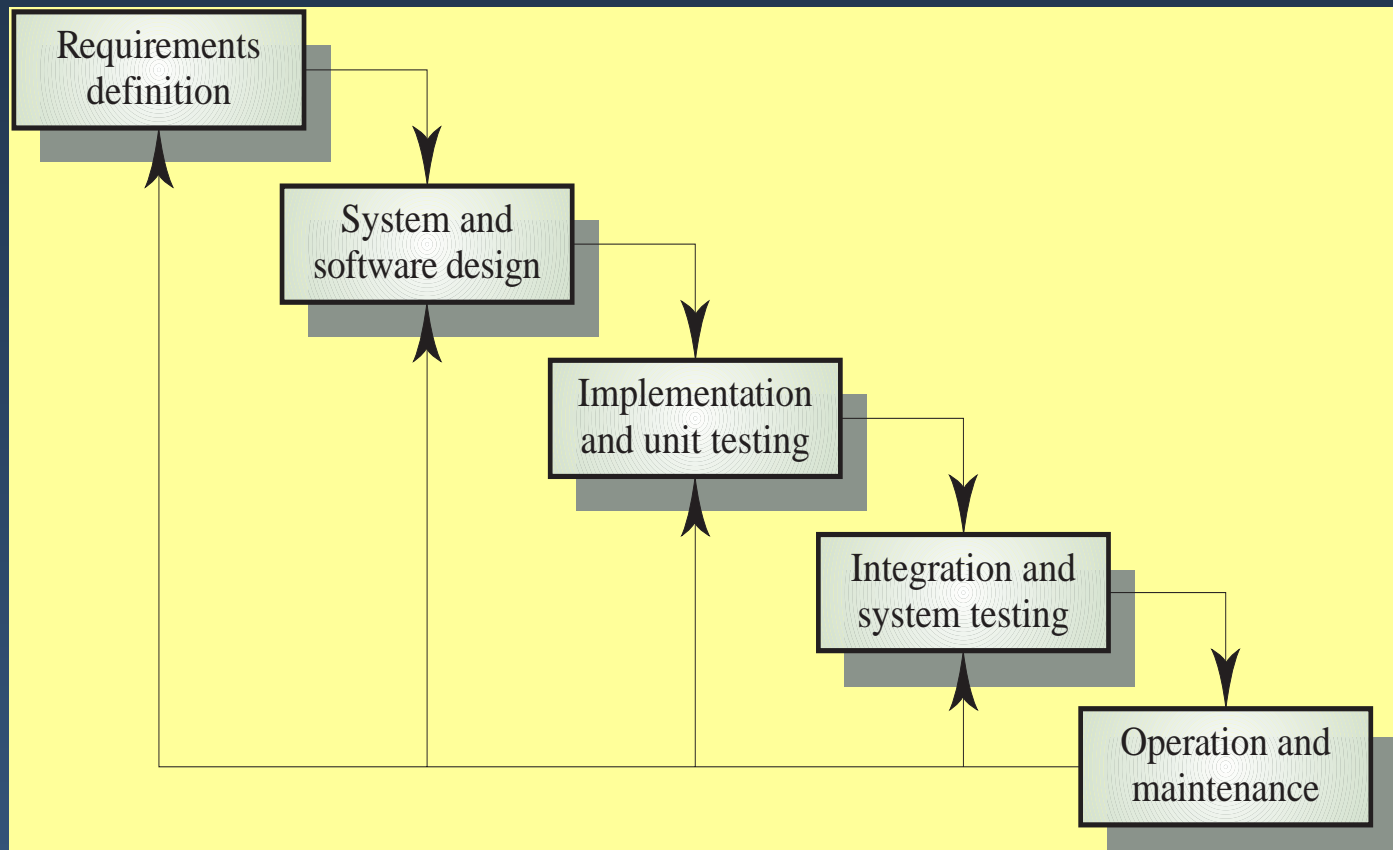 Requirements
definition
System and
software design
Implementation
and unit testing
Integration and
system testing
Operation and
maintenance